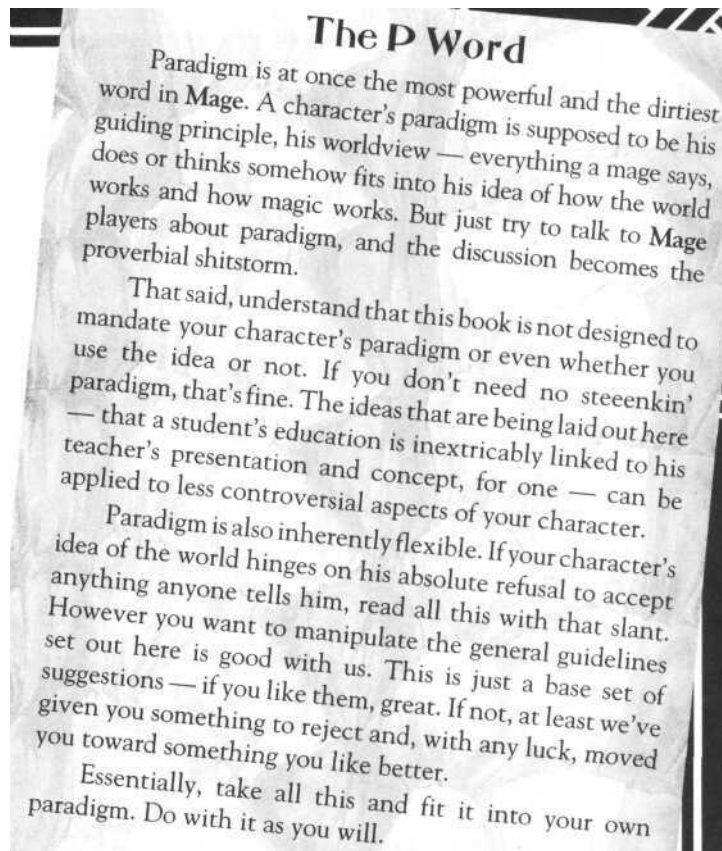 The P Word
Paradigm is at once the most powerful and the dirtiest
word in Mage. A character's paradigm is supposed to be his
guiding principle, his worldview — everything a mage says,
does or thinks somehow fits into his idea of how the world
works and how magic works. But just try to talk to Mage
players about paradigm, and the discussion becomes the
proverbial shitstorm.
That said, understand that this book is not designed to
mandate your character's paradigm or even whether you
use the idea or not. If you don't need no steeenkin'
paradigm, that's fine. The ideas that are being laid out here
— that a student's education is inextricably linked to his
teacher's presentation and concept, for one — can be
applied to less controversial aspects of your character.
Paradigm is also inherently flexible. If your character's
idea of the world hinges on his absolute refusal to accept
anything anyone tells him, read all this with that slant.
However you want to manipulate the general guidelines
set out here is good with us. This is just a base set of
suggestions — if you like them, great. If not, at least we've
given you something to reject and, with any luck, moved
you toward something you like better.
Essentially, take all this and fit it into your own
paradigm. Do with it as you will.